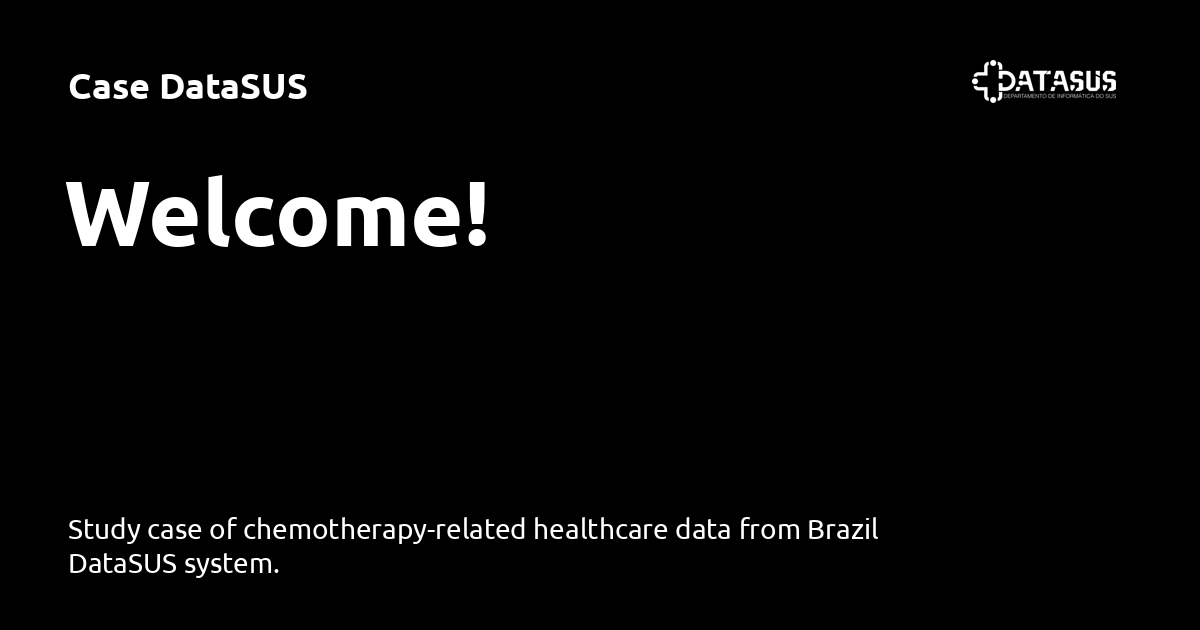 Case DataSUS
DATASUS
DEPARTAMENTO DE INFORMÁTICA DO SUS
Welcome!
Study case of chemotherapy-related healthcare data from Brazil
DataSUS system.